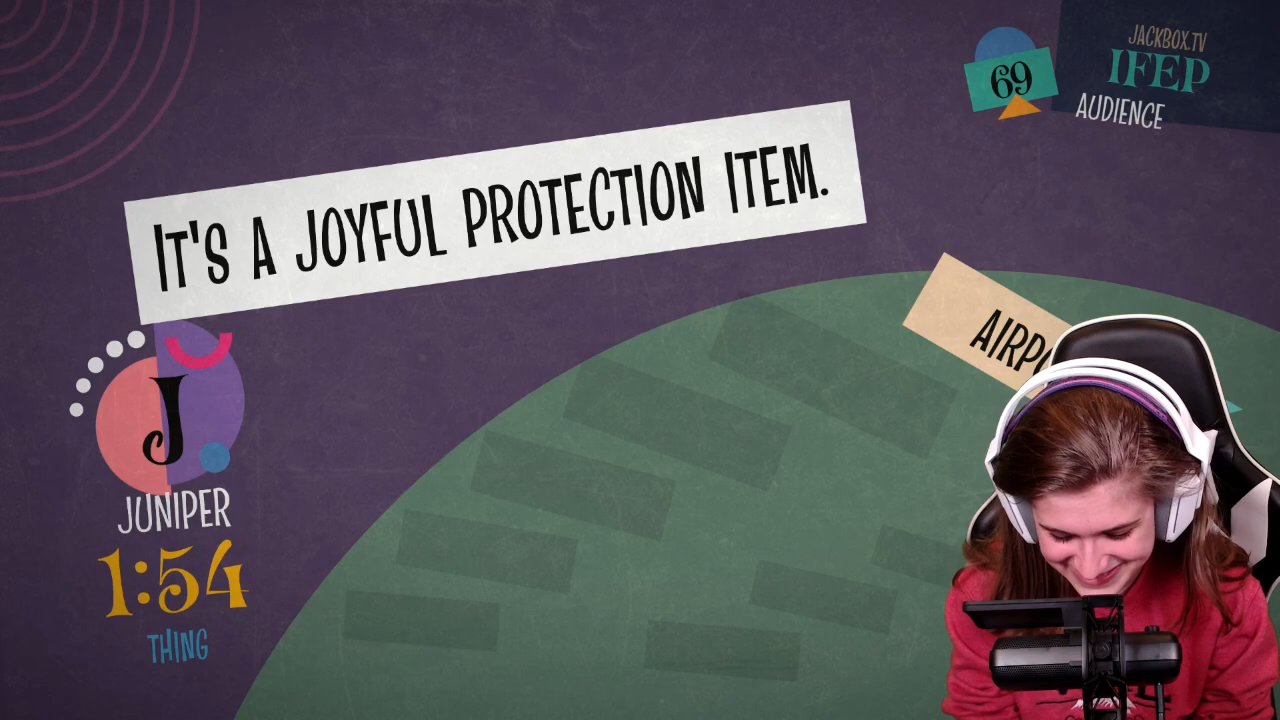 JACKBOX.TV
IFEP
69
AUDIENCE
IT'S A JOYFUL PROTECTION ITEM.
J
JUNIPER
1:54
THING